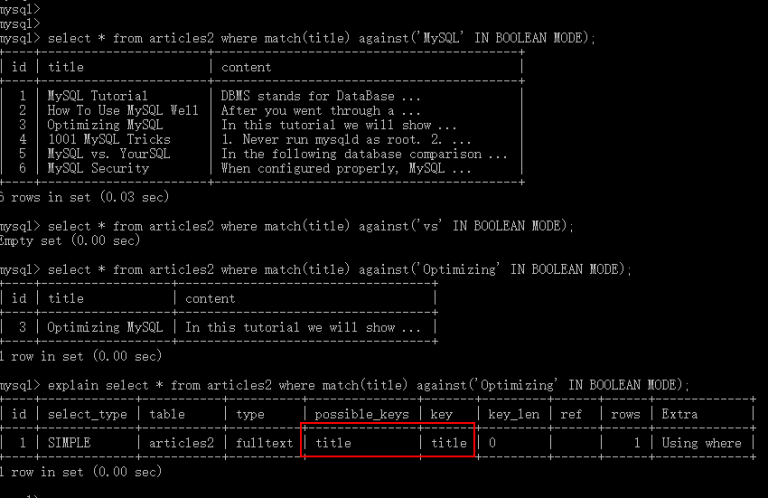 mysql>
mysql>
mysql> select * from articles2 where match(title) against('MySQL' IN BOOLEAN MODE);
| id | title | content |
| 1 | MySQL Tutorial | DBMS stands for DataBase ... |
| 2 | How To Use MySQL Well | After you went through a ... |
| 3 | Optimizing MySQL | In this tutorial we will show ... |
| 4 | 1001 MySQL Tricks | 1. Never run mysqld as root. 2. ... |
| 5 | MySQL vs. YourSQL | In the following database comparison ... |
| 6 | MySQL Security | When configured properly, MySQL ... |
6 rows in set (0.03 sec)
mysql> select * from articles2 where match(title) against('vs' IN BOOLEAN MODE);
Empty set (0.00 sec)
mysql> select * from articles2 where match(title) against('Optimizing' IN BOOLEAN MODE);
| id | title | content |
| 3 | Optimizing MySQL | In this tutorial we will show ... |
1 row in set (0.00 sec)
mysql> explain select * from articles2 where match(title) against('Optimizing' IN BOOLEAN MODE);
| id | select_type | table | type | possible_keys | key | key_len | ref | rows | Extra |
| 1 | SIMPLE | articles2 | fulltext | title | title | 0 | | 1 | Using where |
1 row in set (0.00 sec)